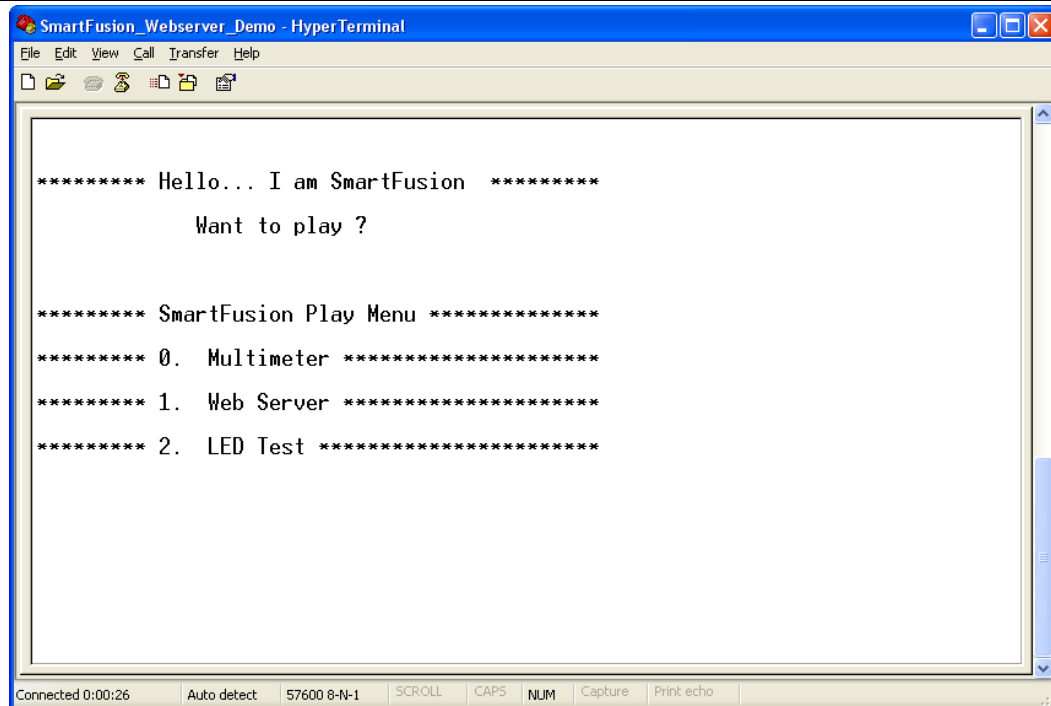 SmartFusion_Webserver_Demo - HyperTerminal
File Edit View Call Transfer Help
********* Hello... I am SmartFusion *********
Want to play ?
********* SmartFusion Play Menu **************
********* 0. Multimeter *********************
********* 1. Web Server *********************
********* 2. LED Test ***********************
Connected 0:00:26 Auto detect 57600 8-N-1 SCROLL CAPS NUM Capture Print echo